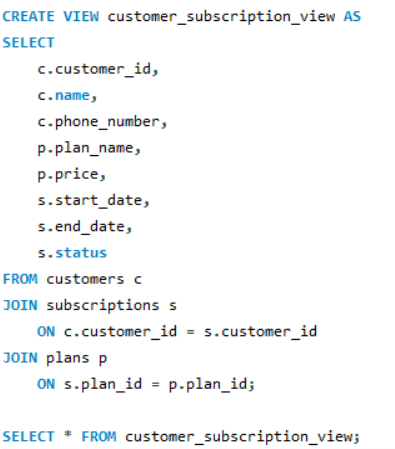 CREATE VIEW customer_subscription_view AS
SELECT
    c.customer_id,
    c.name,
    c.phone_number,
    p.plan_name,
    p.price,
    s.start_date,
    s.end_date,
    s.status
FROM customers c
JOIN subscriptions s
    ON c.customer_id = s.customer_id
JOIN plans p
    ON s.plan_id = p.plan_id;

SELECT * FROM customer_subscription_view;